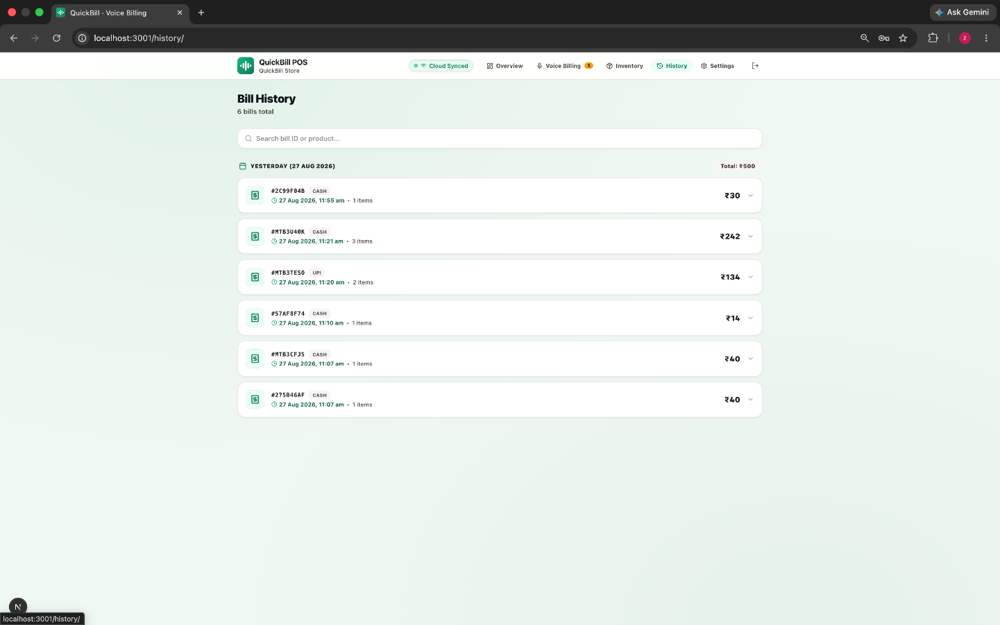 QuickBill - Voice Billing
Ask Gemini
localhost:3001/history/
Z
QuickBill POS
QuickBill Store
Cloud Synced
Overview
Voice Billing 1
Inventory
History
Settings
Bill History
6 bills total
Search bill ID or product...
YESTERDAY (27 AUG 2026)
Total: ₹500
#2C99F04B CASH
27 Aug 2026, 11:55 am • 1 items
₹30
#MTB3U40K CASH
27 Aug 2026, 11:21 am • 3 items
₹242
#MTB3TESO UPI
27 Aug 2026, 11:20 am • 2 items
₹134
#57AF8F74 CASH
27 Aug 2026, 11:10 am • 1 items
₹14
#MTB3CFJS CASH
27 Aug 2026, 11:07 am • 1 items
₹40
#275B46AF CASH
27 Aug 2026, 11:07 am • 1 items
₹40
N
localhost:3001/history/